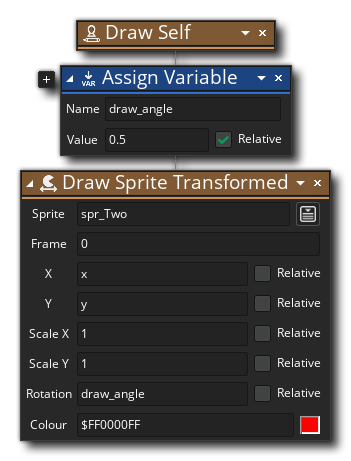 Draw Self
VAR Assign Variable
Name draw_angle
Value 0.5 Relative
Draw Sprite Transformed
Sprite spr_Two
Frame 0
X x Relative
Y y Relative
Scale X 1 Relative
Scale Y 1 Relative
Rotation draw_angle Relative
Colour $FF0000FF